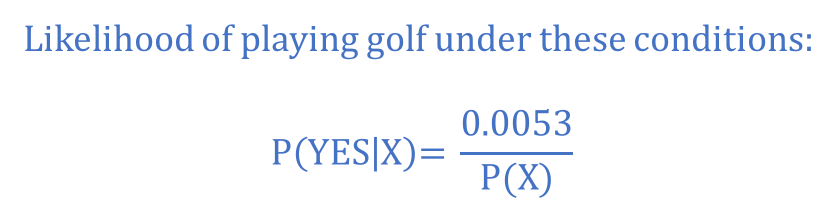 Likelihood of playing golf under these conditions:
P(YES|X)= 0.0053
P(X)